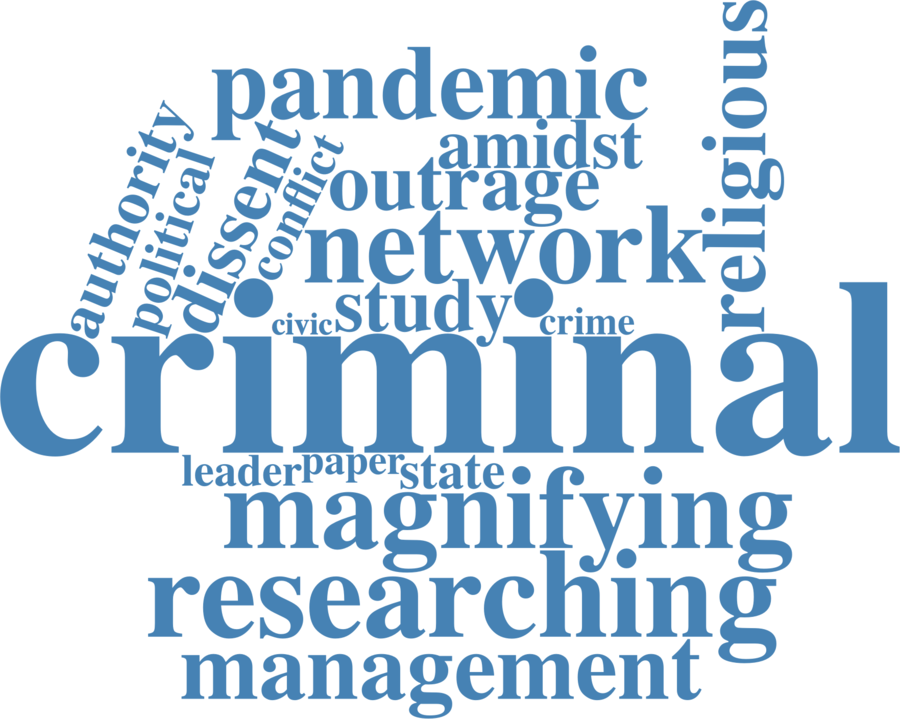 religious
pandemic
amidst
authority
political
dissent
conflict
outrage
network
civic
study
crime
criminal
leader
paper
state
magnifying
researching
management